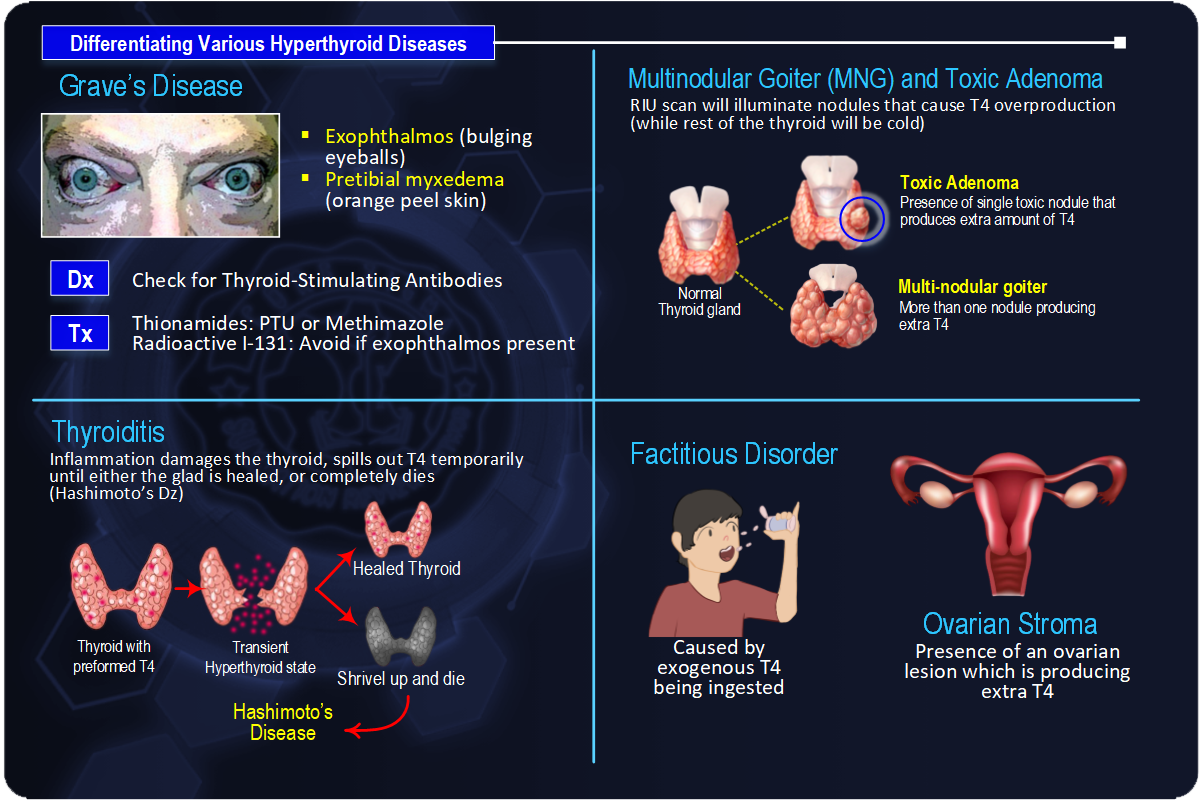 Differentiating Various Hyperthyroid Diseases
Grave's Disease
▪ Exophthalmos (bulging
eyeballs)
▪ Pretibial myxedema
(orange peel skin)
Dx
Check for Thyroid-Stimulating Antibodies
Tx
Thionamides: PTU or Methimazole
Radioactive I-131: Avoid if exophthalmos present
Multinodular Goiter (MNG) and Toxic Adenoma
RIU scan will illuminate nodules that cause T4 overproduction
(while rest of the thyroid will be cold)
Normal
Thyroid gland
Toxic Adenoma
Presence of single toxic nodule that
produces extra amount of T4
Multi-nodular goiter
More than one nodule producing
extra T4
Thyroiditis
Inflammation damages the thyroid, spills out T4 temporarily
until either the glad is healed, or completely dies
(Hashimoto's Dz)
Thyroid with
preformed T4
Transient
Hyperthyroid state
Healed Thyroid
Shrivel up and die
Hashimoto's
Disease
Factitious Disorder
Caused by
exogenous T4
being ingested
Ovarian Stroma
Presence of an ovarian
lesion which is producing
extra T4